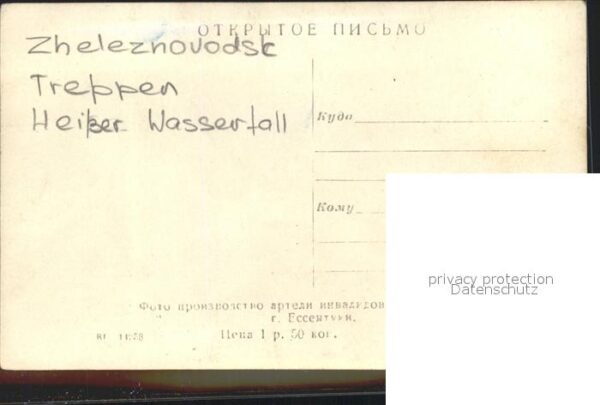 ОТКРЫТОЕ ПИСЬМО
Zheleznovodsk
Treppen
Heißer Wasserfall
Куда
Кому
privacy protection
Datenschutz
Фото производство артели инвалидов
г. Ессентуки.
Цена 1 р. 50 коп.